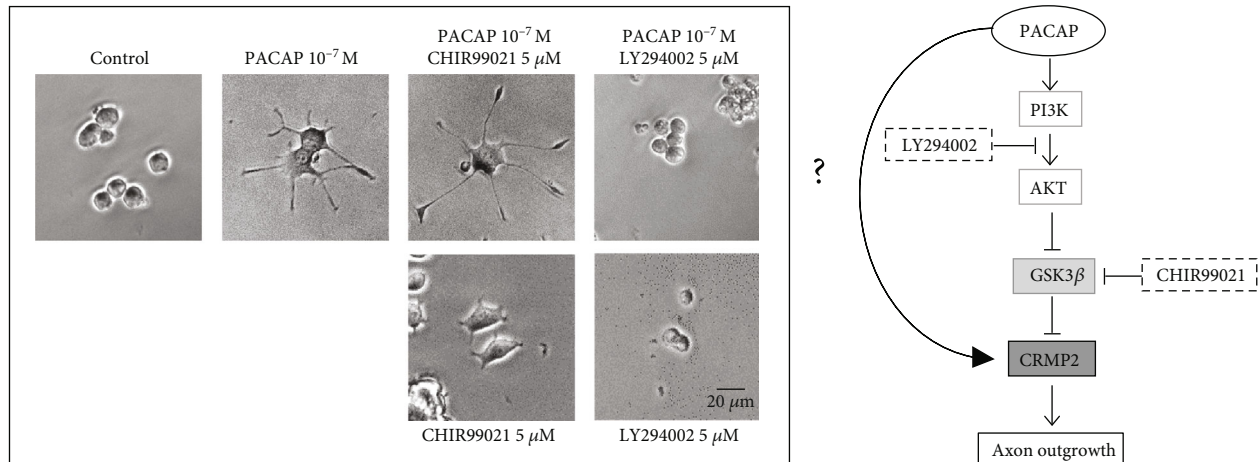 Control
PACAP 10⁻⁷ M
PACAP 10⁻⁷ M
CHIR99021 5 μM
PACAP 10⁻⁷ M
LY294002 5 μM
20 μm
CHIR99021 5 μM
LY294002 5 μM
?
PACAP
PI3K
LY294002
AKT
GSK3β
CHIR99021
CRMP2
Axon outgrowth